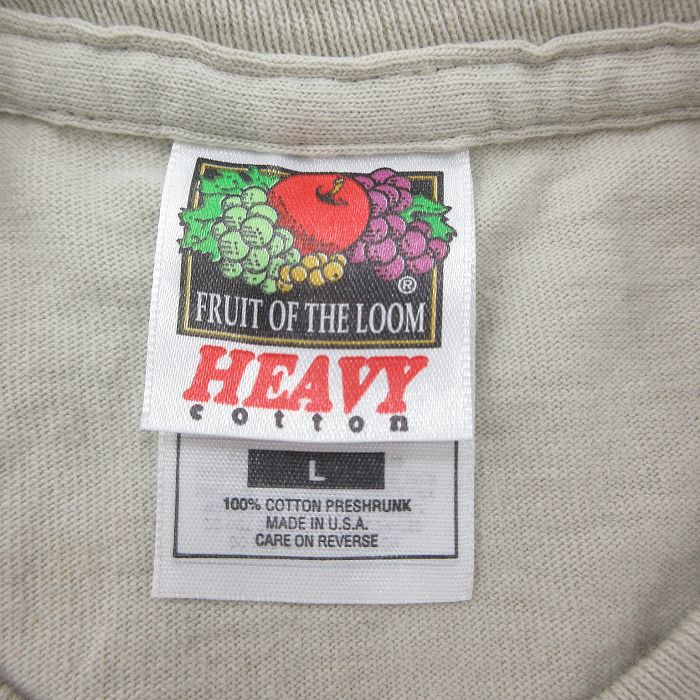 ®
FRUIT OF THE LOOM
HEAVY
cotton
L
100% COTTON PRESHRUNK
MADE IN U.S.A.
CARE ON REVERSE